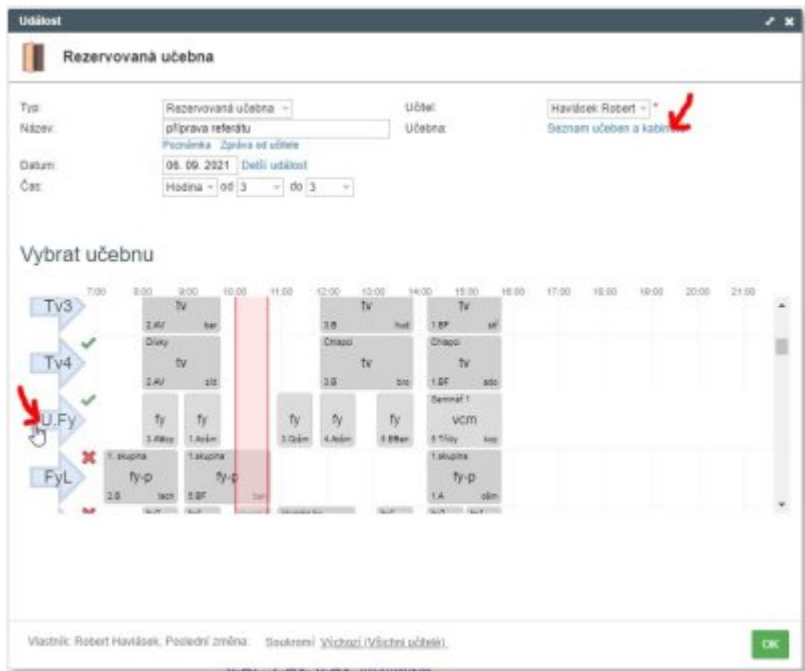 Událost
Rezervovaná učebna
Typ: Rezervovaná učebna Učitel: Havlásek Robert *
Název: příprava referátu Učebna: Seznam učeben a
Poznámka Zpráva od učitele
Datum: 06. 09. 2021 Delší událost
Čas: Hodina od 3 do 3
Vybrat učebnu
7:00 8:00 9:00 10:00 11:00 12:00 13:00 14:00 15:00 16:00 17:00 18:00 19:00 20:00 21:00
Tv3 tv tv tv
2.AV bar 3.B hud 1.BF
Dívky Chlapci Chlapci
Tv4 tv tv tv
2.AV 3.B 1.BF
Seminář 1
U.Fy fy fy fy fy fy vcm
1. skupina 1.skupina 1.skupina
FyL fy-p fy-p fy-p
2.B tach 5.BF 1.A
Vlastník: Robert Havlásek, Poslední změna: Soukromí: Výchozí (Všichni učitelé)
OK